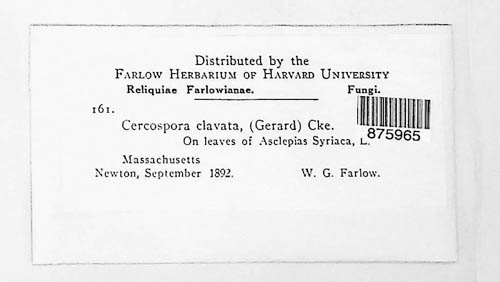 Distributed by the
FARLOW HERBARIUM OF HARVARD UNIVERSITY
Reliquiae Farlowianae. Fungi.
161.
Cercospora clavata, (Gerard) Cke.
On leaves of Asclepias Syriaca, L.
875965
Massachusetts
Newton, September 1892. W. G. Farlow.